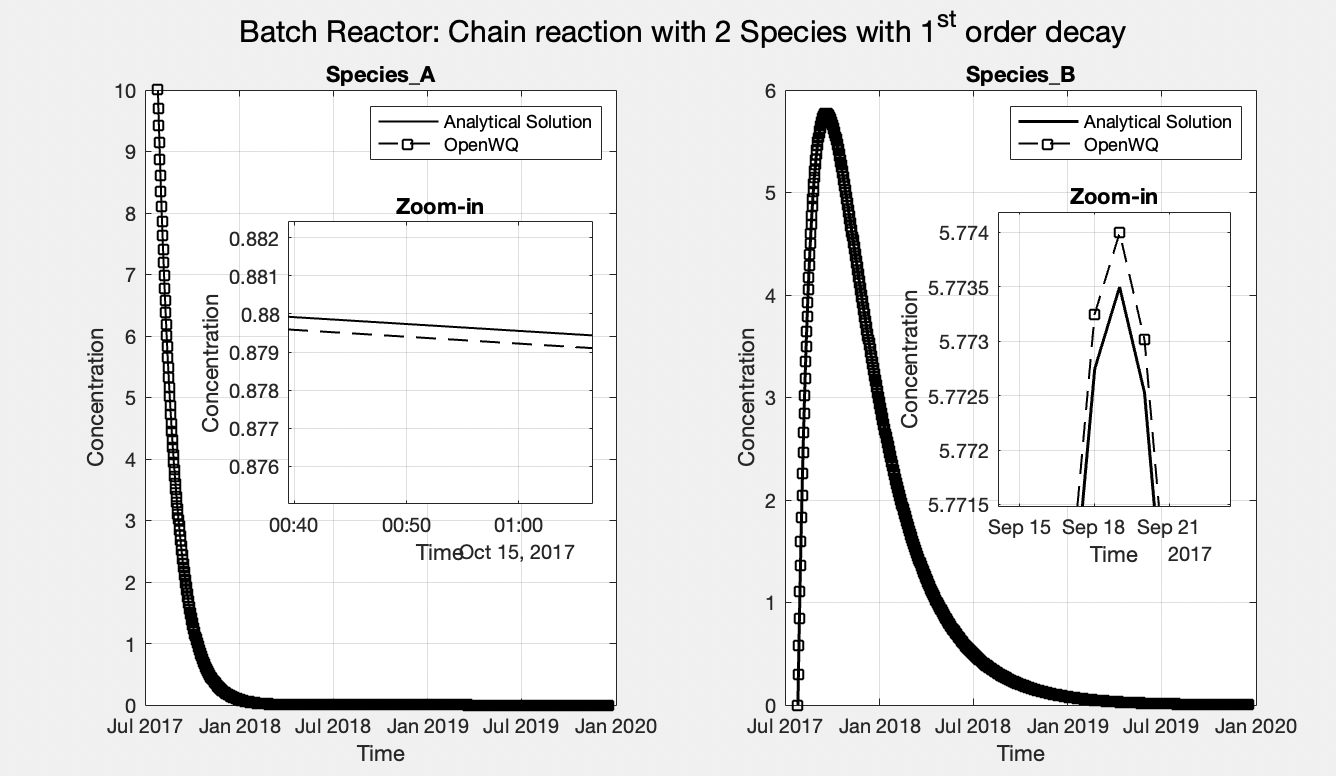 Batch Reactor: Chain reaction with 2 Species with 1st order decay
Species_A
10
9
8
7
6
5
4
3
2
1
0
Concentration
Jul 2017 Jan 2018 Jul 2018 Jan 2019 Jul 2019 Jan 2020
Time
Analytical Solution
OpenWQ
Zoom-in
0.882
0.881
0.88
0.879
0.878
0.877
0.876
Concentration
00:40 00:50 01:00
Time
Oct 15, 2017
Species_B
6
5
4
3
2
1
0
Concentration
Jul 2017 Jan 2018 Jul 2018 Jan 2019 Jul 2019 Jan 2020
Time
Analytical Solution
OpenWQ
Zoom-in
5.774
5.7735
5.773
5.7725
5.772
5.7715
Concentration
Sep 15 Sep 18 Sep 21
Time 2017